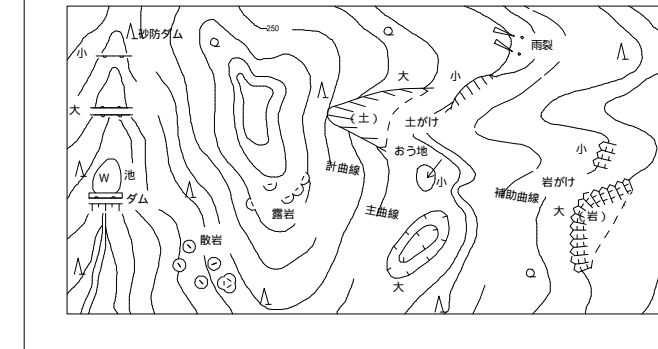 砂防ダム
250
雨裂
小
大
小
大
(土)
土がけ
小
おう地
計曲線
岩がけ
W
池
小
補助曲線
ダム
主曲線
大
(岩)
露岩
散岩
大